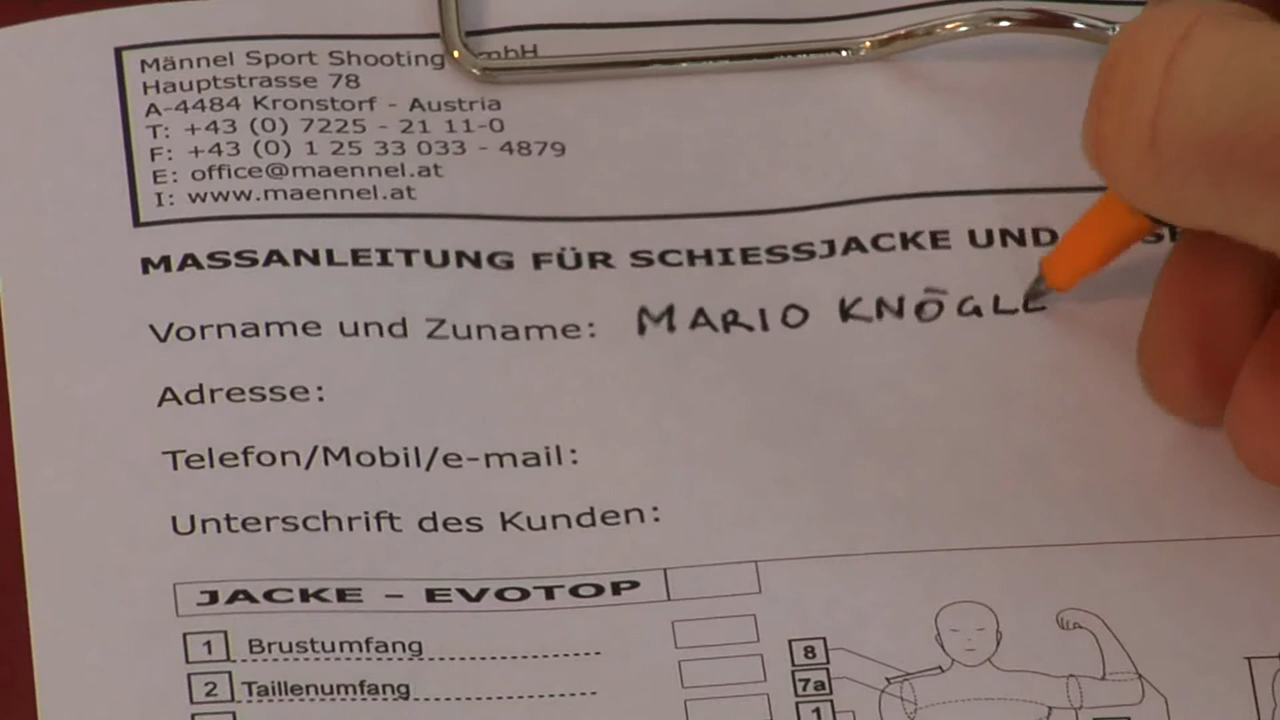 Männel Sport Shooting GmbH
Hauptstrasse 78
A-4484 Kronstorf - Austria
T: +43 (0) 7225 - 21 11-0
F: +43 (0) 1 25 33 033 - 4879
E: office@maennel.at
I: www.maennel.at
MASSANLEITUNG FÜR SCHIESSJACKE UND
Vorname und Zuname: MARIO KNÖGLE
Adresse:
Telefon/Mobil/e-mail:
Unterschrift des Kunden:
JACKE - EVOTOP
1 Brustumfang
2 Taillenumfang
8
7a
1